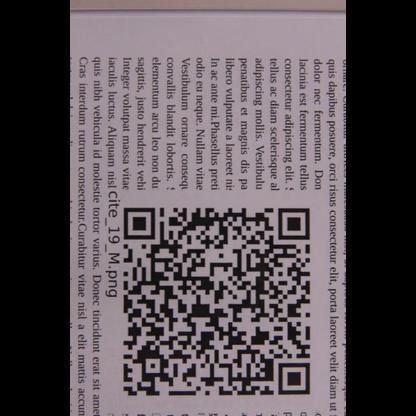 quis dapibus posuere, orci risus consectetur elit, porta laoreet velit diam ut
dolor nec fermentum. Don
lacinia est fermentum tellus
consectetur adipiscing elit. S
tellus ac diam scelerisque al
adipiscing mollis. Vestibulu
penatibus et magnis dis pa
libero vulputate a laoreet nis
In ac ante mi.Phasellus preti
odio eu neque. Nullam vitae
Vestibulum ornare consequ
convallis blandit lobortis. S
elementum arcu leo non du
sagittis, justo hendrerit vehi
Integer volutpat massa vitae
iaculis luctus. Aliquam nisl
cite_19_M.png
quis nibh vehicula id molestie tortor varius. Donec tincidunt erat sit amet
Cras interdum rutrum consectetur.Curabitur vitae nisl a elit mattis accum